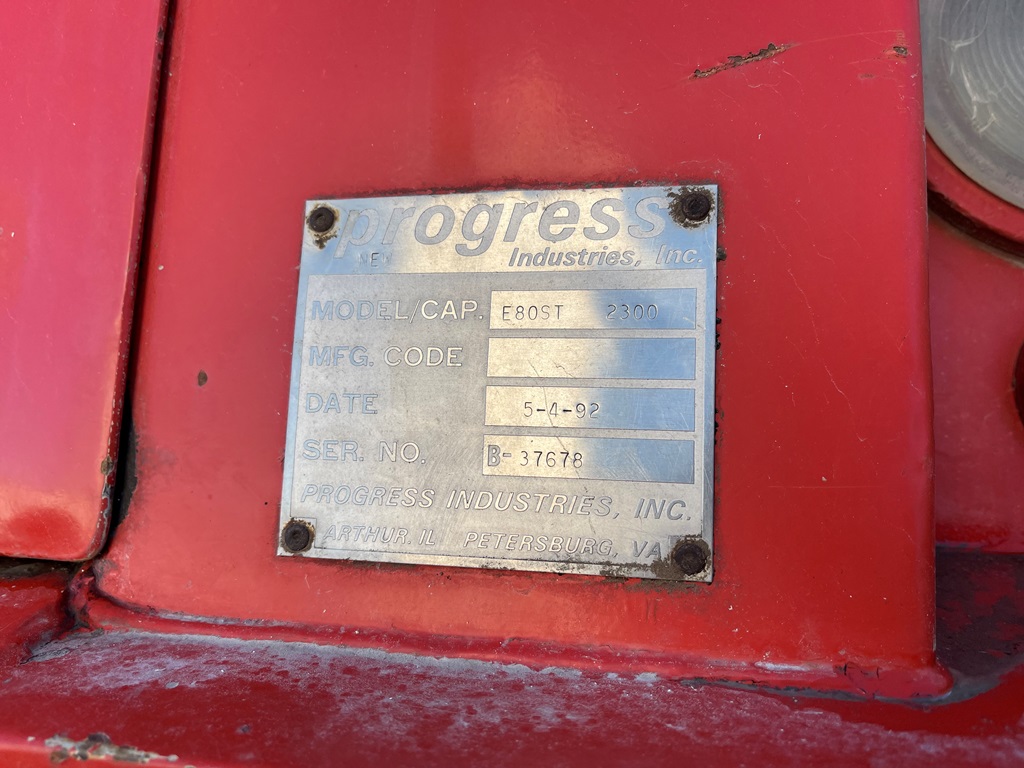 progress
NEW Industries, Inc.
MODEL/CAP. E80ST 2300
MFG. CODE
DATE 5-4-92
SER. NO. B-37678
PROGRESS INDUSTRIES, INC.
ARTHUR, IL PETERSBURG, VA